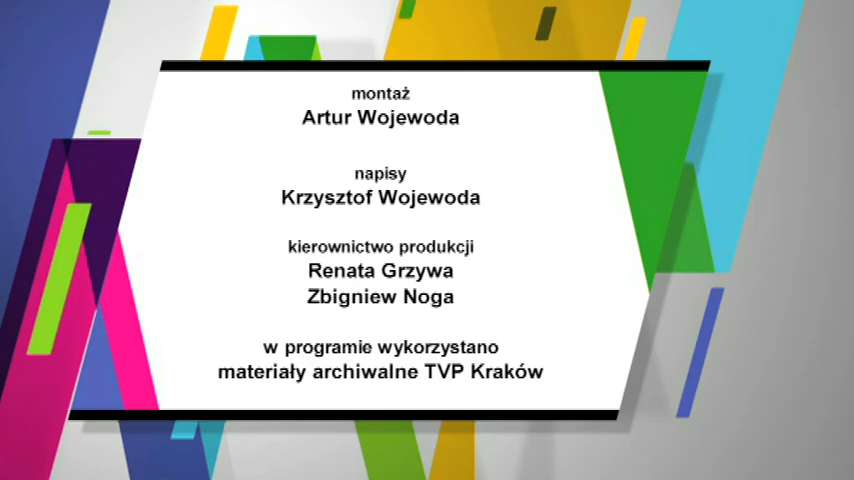 montaż
Artur Wojewoda
napisy
Krzysztof Wojewoda
kierownictwo produkcji
Renata Grzywa
Zbigniew Noga
w programie wykorzystano
materiały archiwalne TVP Kraków